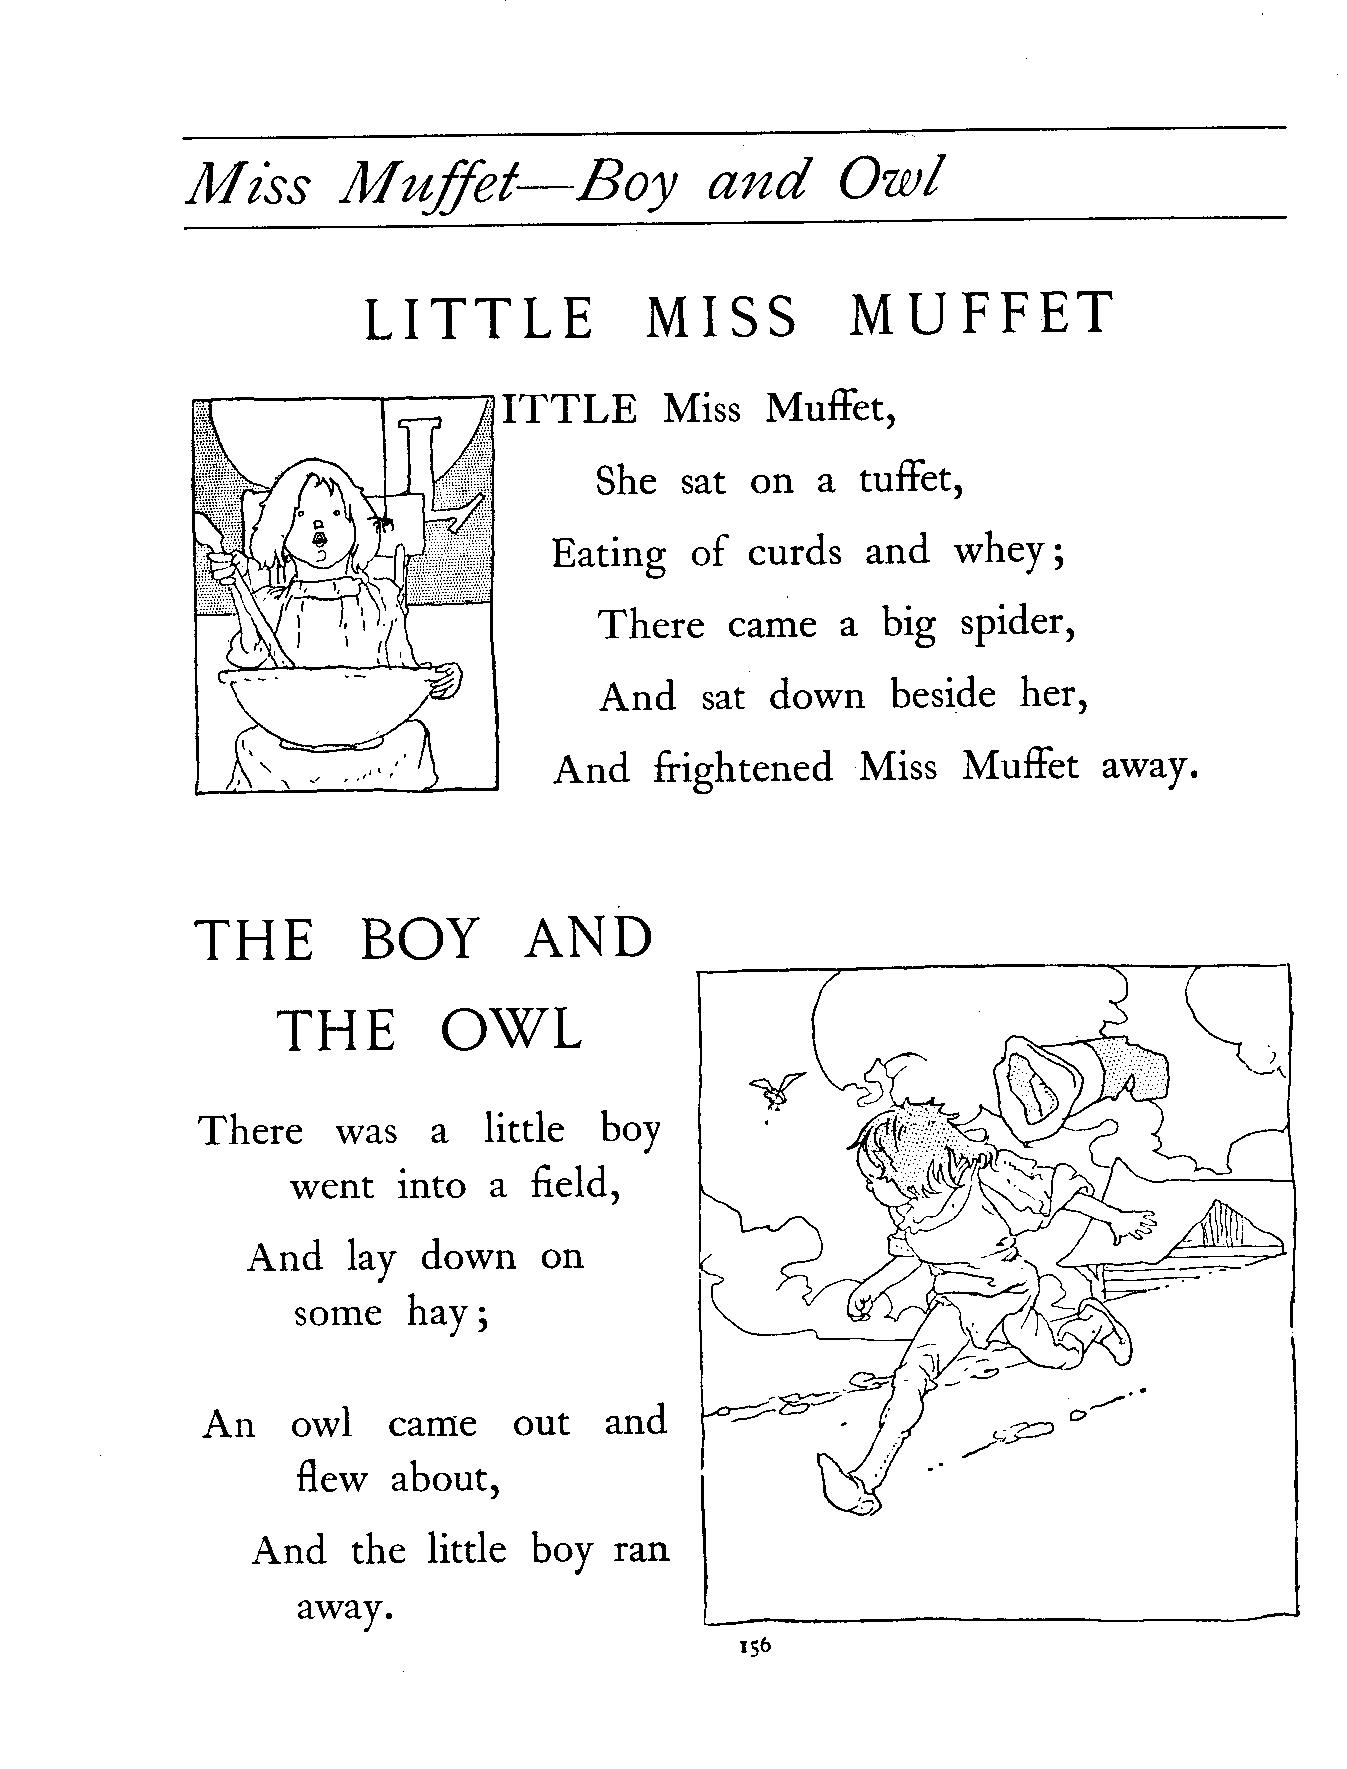 Miss Muffet—Boy and Owl
LITTLE MISS MUFFET
LITTLE Miss Muffet,
She sat on a tuffet,
Eating of curds and whey;
There came a big spider,
And sat down beside her,
And frightened Miss Muffet away.
THE BOY AND
THE OWL
There was a little boy
went into a field,
And lay down on
some hay;
An owl came out and
flew about,
And the little boy ran
away.
156